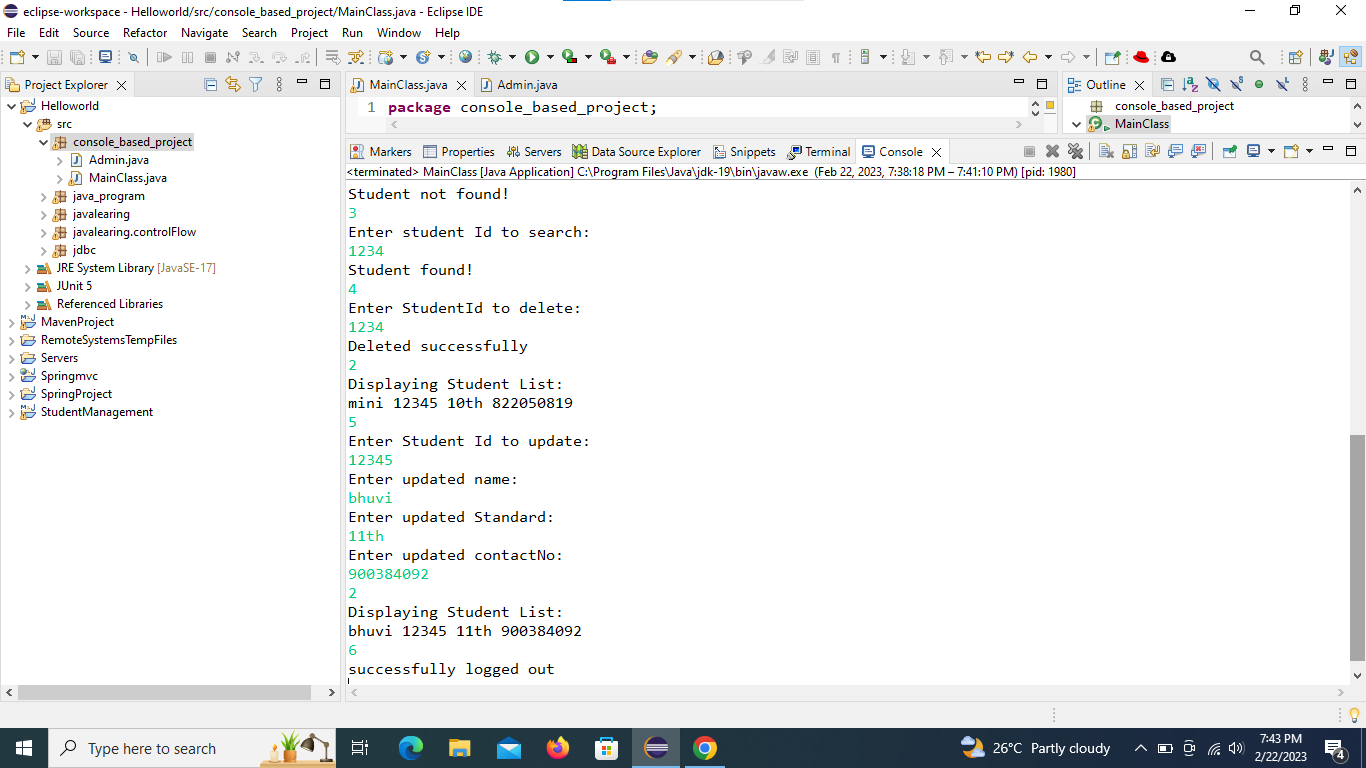 eclipse-workspace - Helloworld/src/console_based_project/MainClass.java - Eclipse IDE
File Edit Source Refactor Navigate Search Project Run Window Help
Project Explorer
Helloworld
src
console_based_project
Admin.java
MainClass.java
java_program
javalearing
javalearing.controlFlow
jdbc
JRE System Library [JavaSE-17]
JUnit 5
Referenced Libraries
MavenProject
RemoteSystemsTempFiles
Servers
Springmvc
SpringProject
StudentManagement
MainClass.java Admin.java
1 package console_based_project;
Outline
console_based_project
MainClass
Markers Properties Servers Data Source Explorer Snippets Terminal Console
<terminated> MainClass [Java Application] C:\Program Files\Java\jdk-19\bin\javaw.exe (Feb 22, 2023, 7:38:18 PM – 7:41:10 PM) [pid: 1980]
Student not found!
3
Enter student Id to search:
1234
Student found!
4
Enter StudentId to delete:
1234
Deleted successfully
2
Displaying Student List:
mini 12345 10th 822050819
5
Enter Student Id to update:
12345
Enter updated name:
bhuvi
Enter updated Standard:
11th
Enter updated contactNo:
900384092
2
Displaying Student List:
bhuvi 12345 11th 900384092
6
successfully logged out
Type here to search
26°C Partly cloudy
7:43 PM
2/22/2023
4